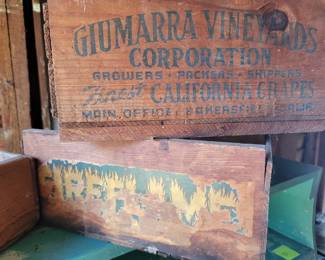 GIUMARRA VINEYARDS
CORPORATION
GROWERS • PACKERS • SHIPPERS
Finest CALIFORNIA GRAPES
MAIN OFFICE, BAKERSFIELD, CALIF.